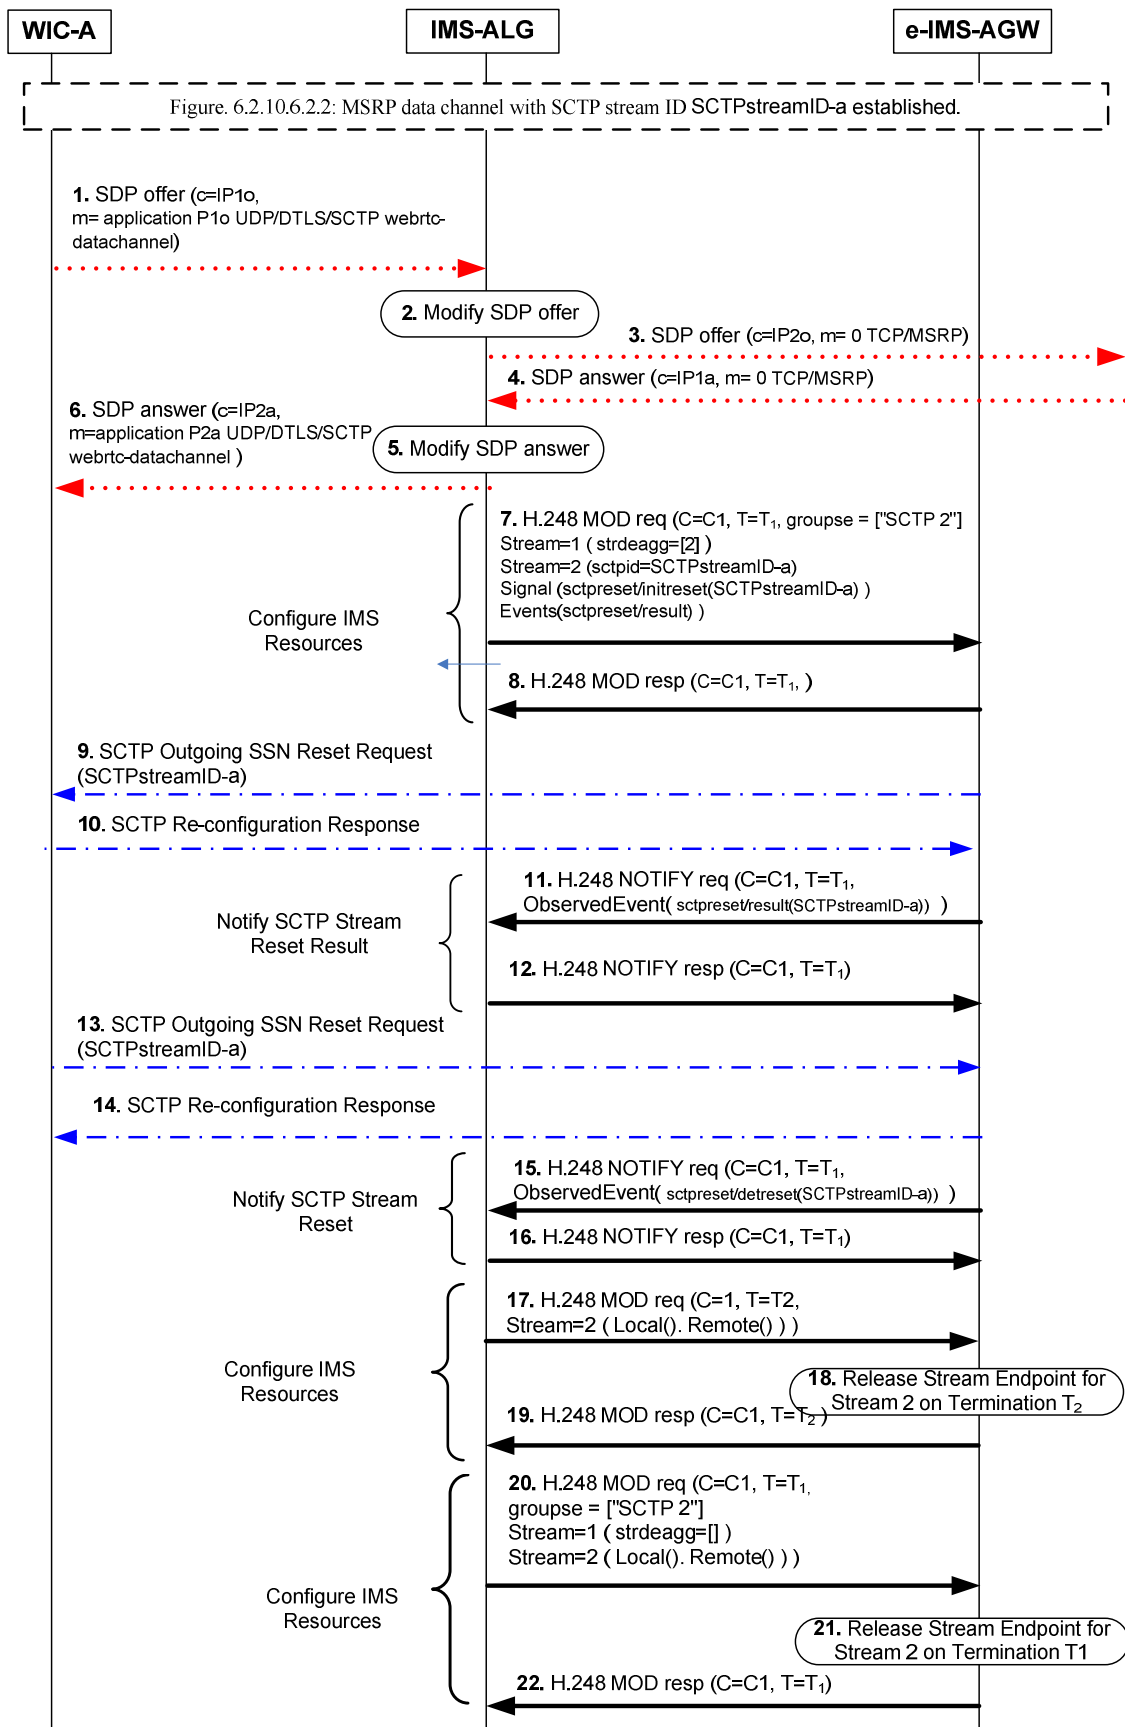 WIC-A
IMS-ALG
e-IMS-AGW
Figure. 6.2.10.6.2.2: MSRP data channel with SCTP stream ID SCTPstreamID-a established.
1. SDP offer (c=IP1o,
m= application P1o UDP/DTLS/SCTP webrtc-
datachannel)
2. Modify SDP offer
3. SDP offer (c=IP2o, m= 0 TCP/MSRP)
4. SDP answer (c=IP1a, m= 0 TCP/MSRP)
6. SDP answer (c=IP2a,
m=application P2a UDP/DTLS/SCTP
webrtc-datachannel )
5. Modify SDP answer
7. H.248 MOD req (C=C1, T=T1, groupse = ["SCTP 2"]
Stream=1 ( strdeagg=[2] )
Stream=2 (sctpid=SCTPstreamID-a)
Signal (sctpreset/initreset(SCTPstreamID-a) )
Events(sctpreset/result) )
Configure IMS
Resources
8. H.248 MOD resp (C=C1, T=T1, )
9. SCTP Outgoing SSN Reset Request
(SCTPstreamID-a)
10. SCTP Re-configuration Response
11. H.248 NOTIFY req (C=C1, T=T1,
ObservedEvent( sctpreset/result(SCTPstreamID-a)) )
Notify SCTP Stream
Reset Result
12. H.248 NOTIFY resp (C=C1, T=T1)
13. SCTP Outgoing SSN Reset Request
(SCTPstreamID-a)
14. SCTP Re-configuration Response
15. H.248 NOTIFY req (C=C1, T=T1,
ObservedEvent( sctpreset/detreset(SCTPstreamID-a)) )
Notify SCTP Stream
Reset
16. H.248 NOTIFY resp (C=C1, T=T1)
17. H.248 MOD req (C=1, T=T2,
Stream=2 ( Local(). Remote() ) )
Configure IMS
Resources
18. Release Stream Endpoint for
Stream 2 on Termination T2
19. H.248 MOD resp (C=C1, T=T2 )
20. H.248 MOD req (C=C1, T=T1,
groupse = ["SCTP 2"]
Stream=1 ( strdeagg=[] )
Stream=2 ( Local(). Remote() ) )
Configure IMS
Resources
21. Release Stream Endpoint for
Stream 2 on Termination T1
22. H.248 MOD resp (C=C1, T=T1)